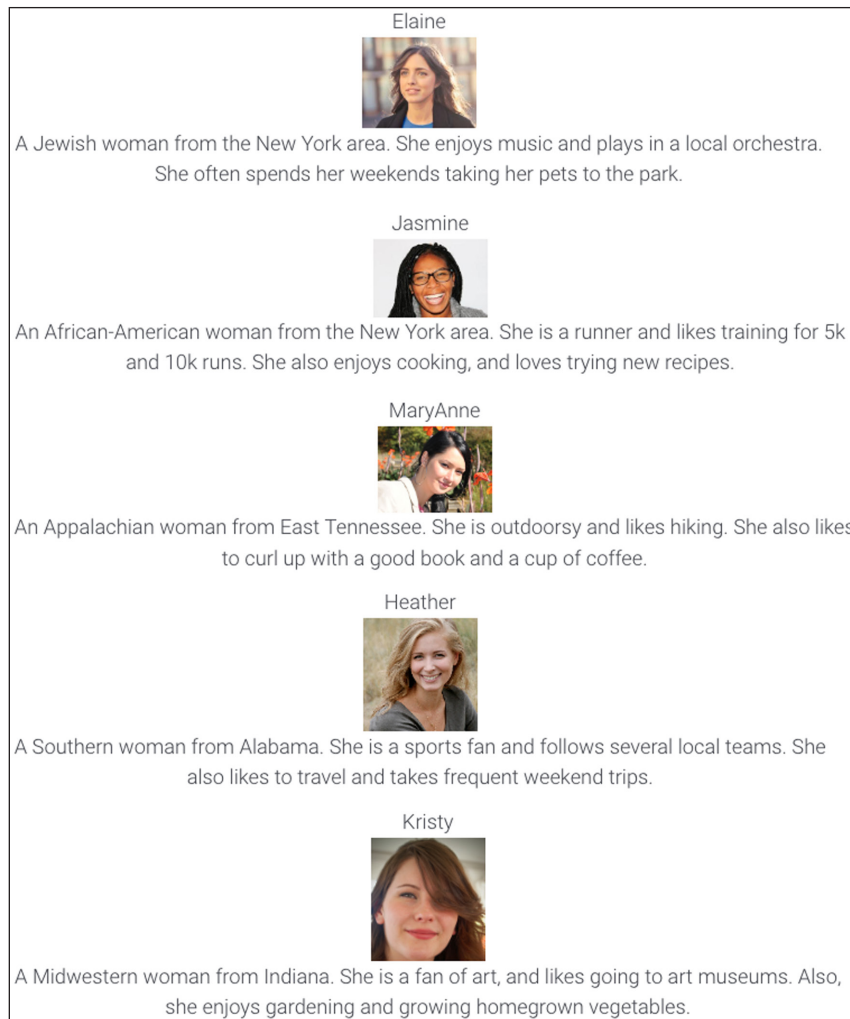 Elaine
A Jewish woman from the New York area. She enjoys music and plays in a local orchestra.
She often spends her weekends taking her pets to the park.
Jasmine
An African-American woman from the New York area. She is a runner and likes training for 5k
and 10k runs. She also enjoys cooking, and loves trying new recipes.
MaryAnne
An Appalachian woman from East Tennessee. She is outdoorsy and likes hiking. She also likes
to curl up with a good book and a cup of coffee.
Heather
A Southern woman from Alabama. She is a sports fan and follows several local teams. She
also likes to travel and takes frequent weekend trips.
Kristy
A Midwestern woman from Indiana. She is a fan of art, and likes going to art museums. Also,
she enjoys gardening and growing homegrown vegetables.